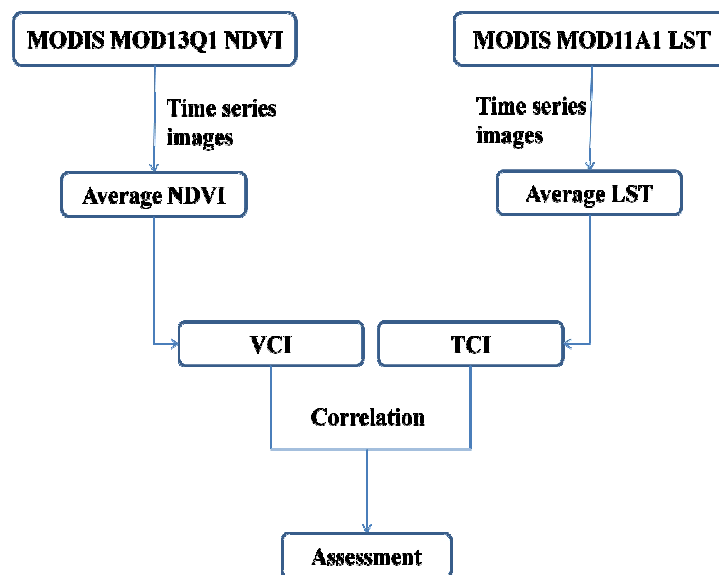 MODIS MOD13Q1 NDVI
MODIS MOD11A1 LST
Time series
images
Time series
images
Average NDVI
Average LST
VCI
TCI
Correlation
Assessment